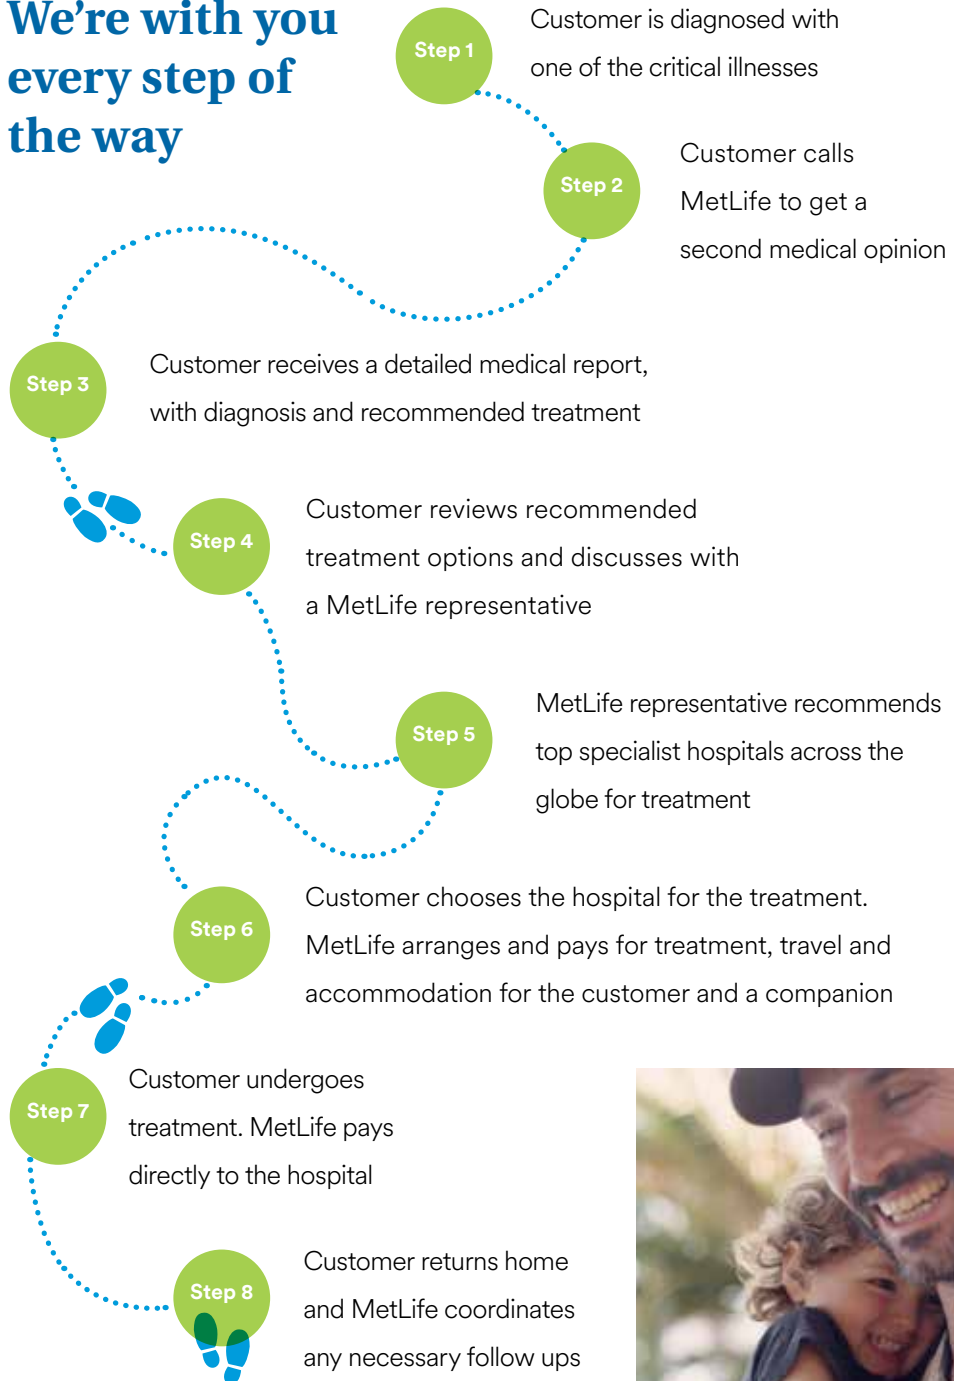 We're with you
every step of
the way
Step 1
Customer is diagnosed with
one of the critical illnesses
Step 2
Customer calls
MetLife to get a
second medical opinion
Step 3
Customer receives a detailed medical report,
with diagnosis and recommended treatment
Step 4
Customer reviews recommended
treatment options and discusses with
a MetLife representative
Step 5
MetLife representative recommends
top specialist hospitals across the
globe for treatment
Step 6
Customer chooses the hospital for the treatment.
MetLife arranges and pays for treatment, travel and
accommodation for the customer and a companion
Step 7
Customer undergoes
treatment. MetLife pays
directly to the hospital
Step 8
Customer returns home
and MetLife coordinates
any necessary follow ups